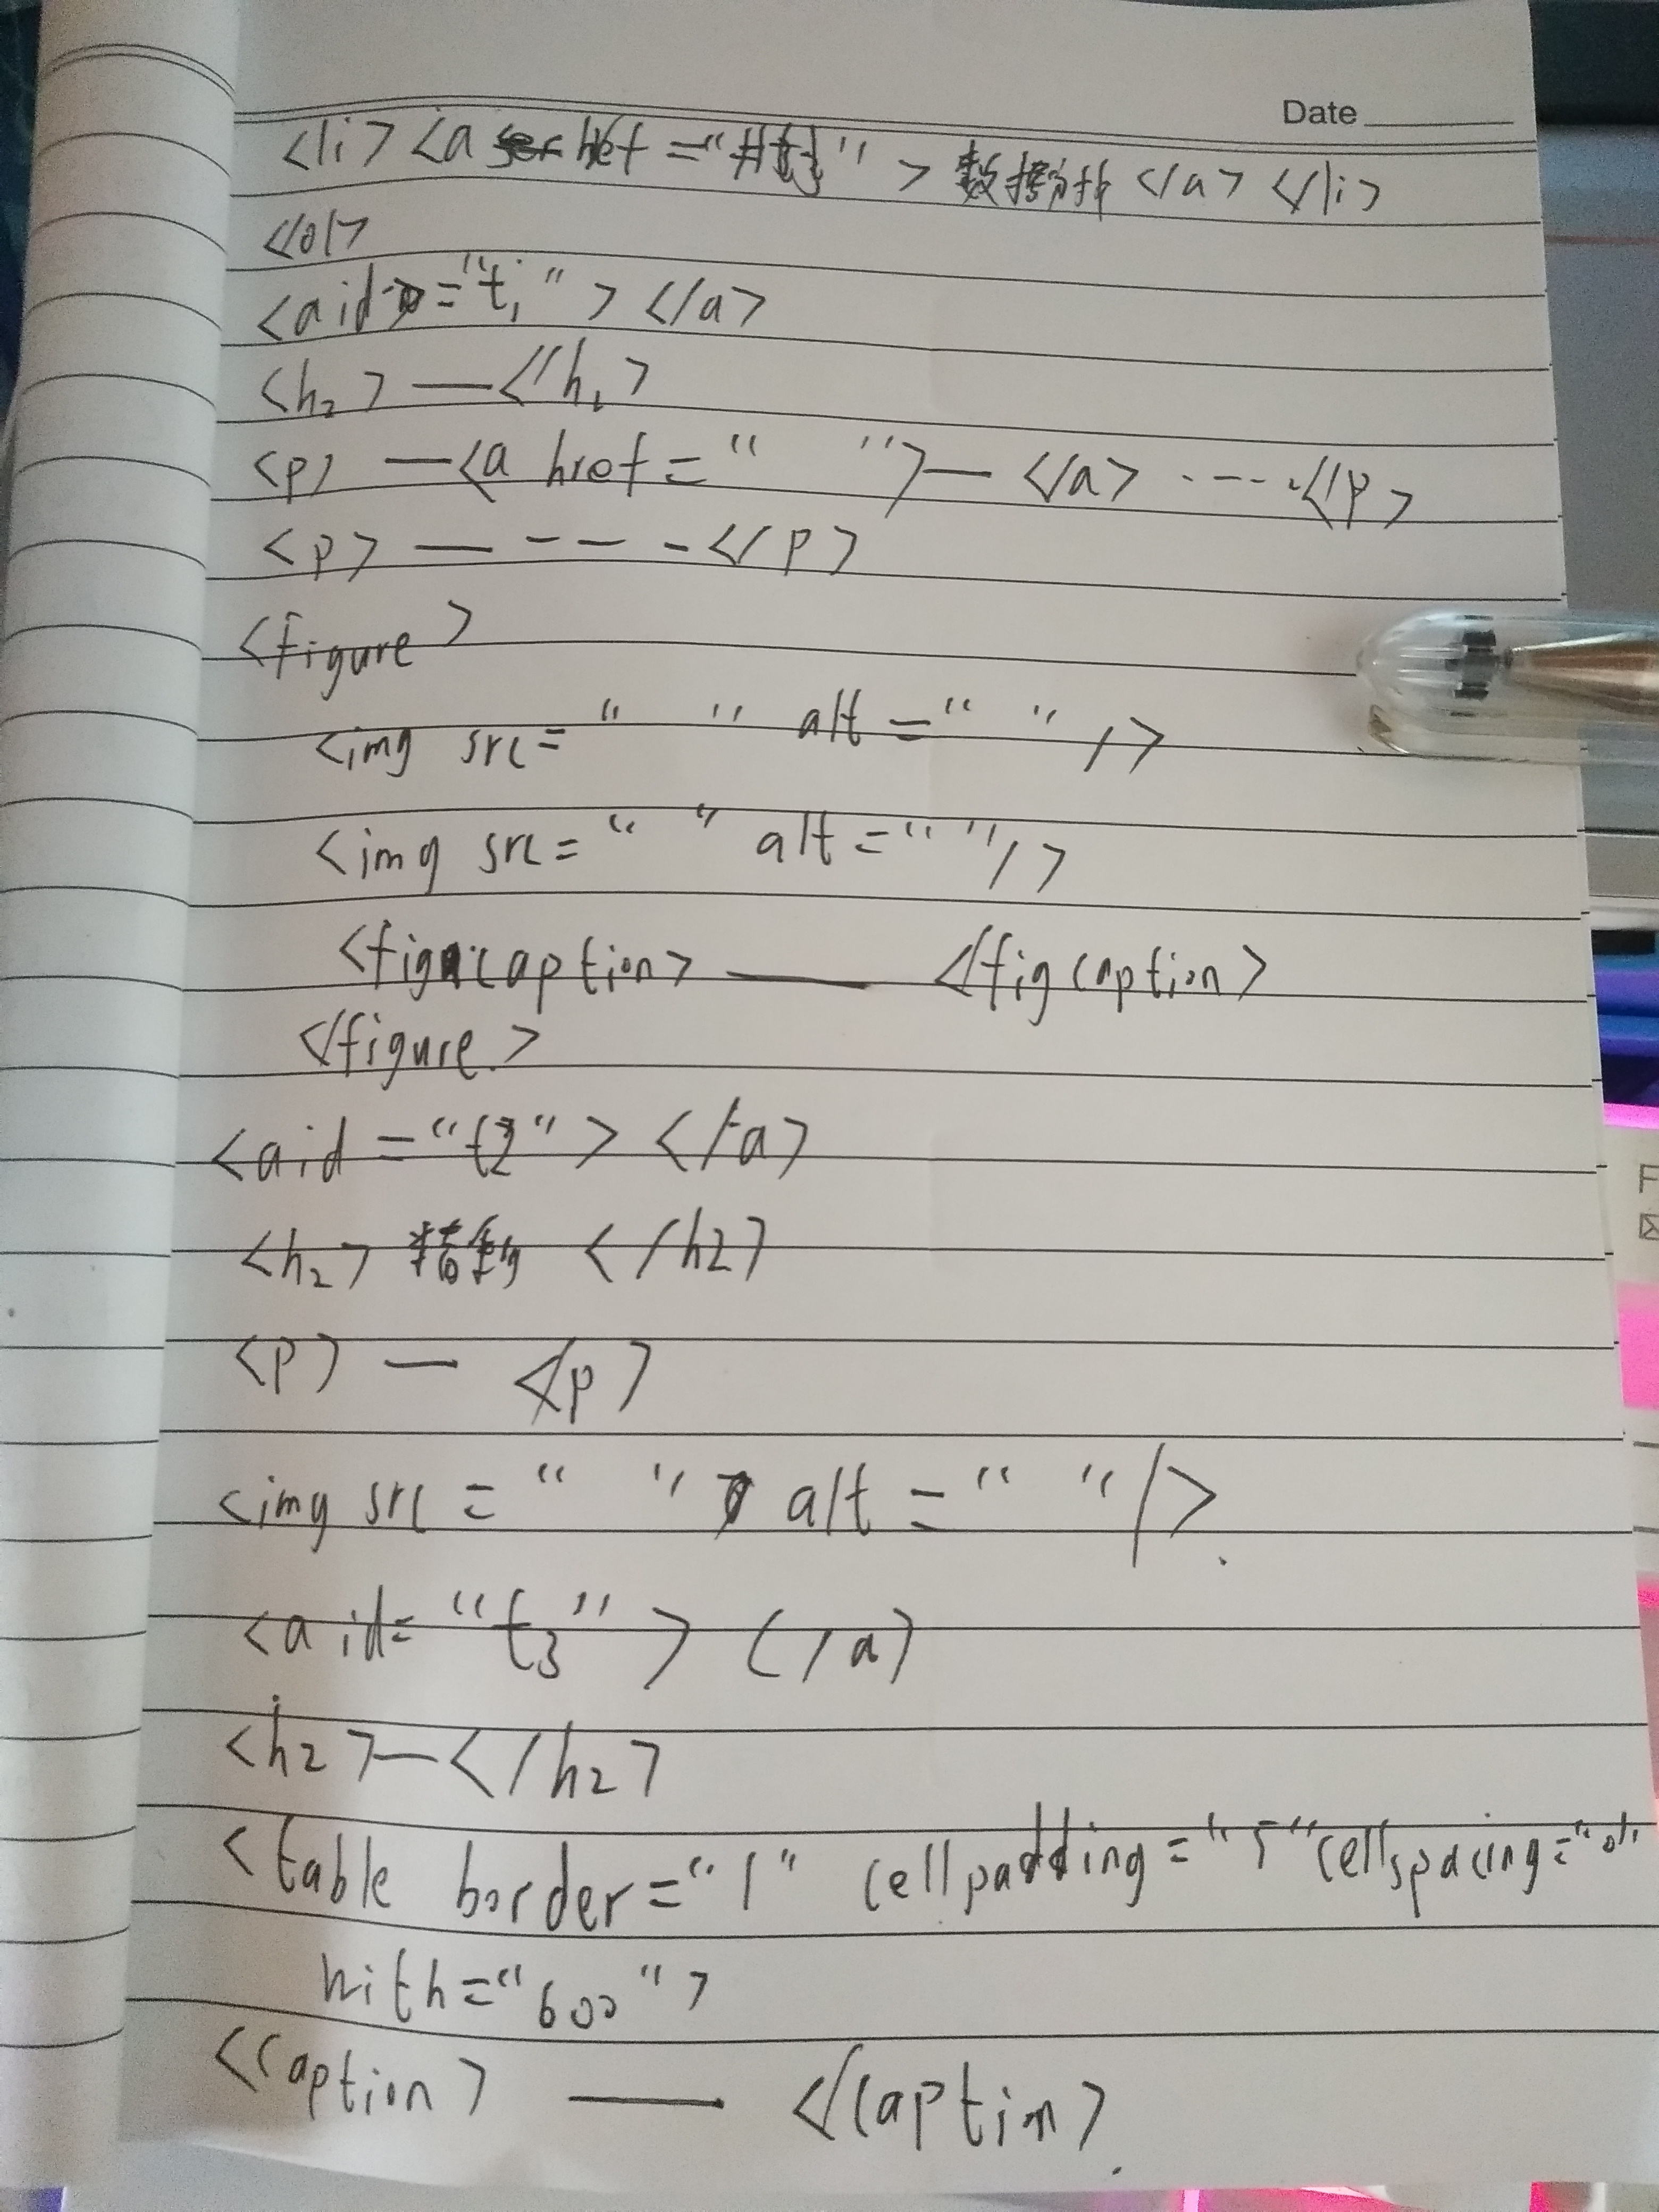 Date
<li> <a href="#t3"> 数据分析 </a> </li>
</ol>
<a id="t1"> </a>
<h2> — </h1>
<p> — <a href="  "> — </a> ----- </p>
<p> — - - - </p>
<figure>
<img src="  " alt="  " />
<img src="  " alt="  " />
<figcaption> — </figcaption>
</figure>
<a id="t2"> </a>
<h2> </h2>
<p> — </p>
<img src="  " alt="  " />
<a id="t3"> </a>
<h2> — </h2>
<table border="1" cellpadding="5" cellspacing="0"
with="600">
<caption> — </caption>